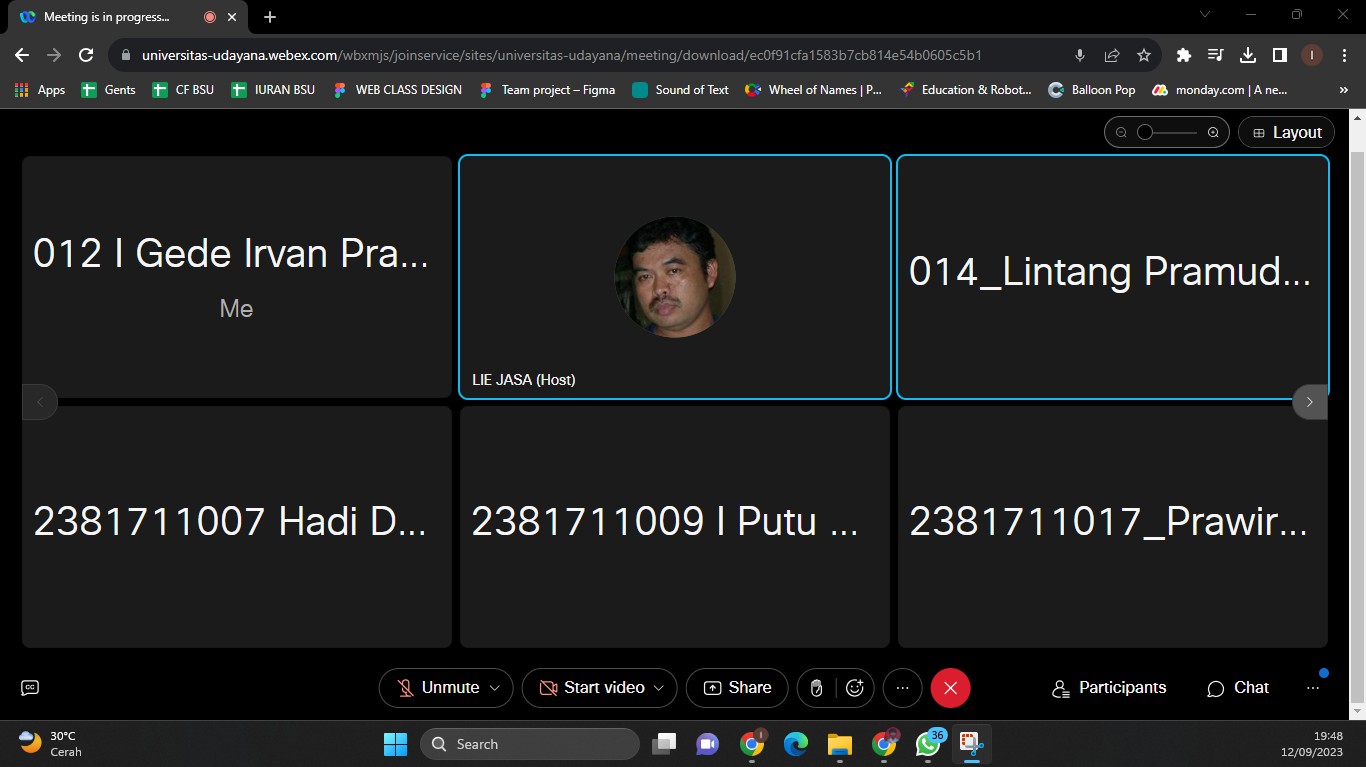 Meeting is in progress...
universitas-udayana.webex.com/wbxmjs/joinservice/sites/universitas-udayana/meeting/download/ec0f91cfa1583b7cb814e54b0605c5b1
I
Apps Gents CF BSU IURAN BSU WEB CLASS DESIGN Team project – Figma Sound of Text Wheel of Names | P... Education & Robot... Balloon Pop monday.com | A ne... »
Layout
012 I Gede Irvan Pra...
Me
LIE JASA (Host)
014_Lintang Pramud...
2381711007 Hadi D...
2381711009 I Putu ...
2381711017_Prawir...
CC
Unmute Start video Share Participants Chat
30°C
Cerah
Search
36
19:48
12/09/2023